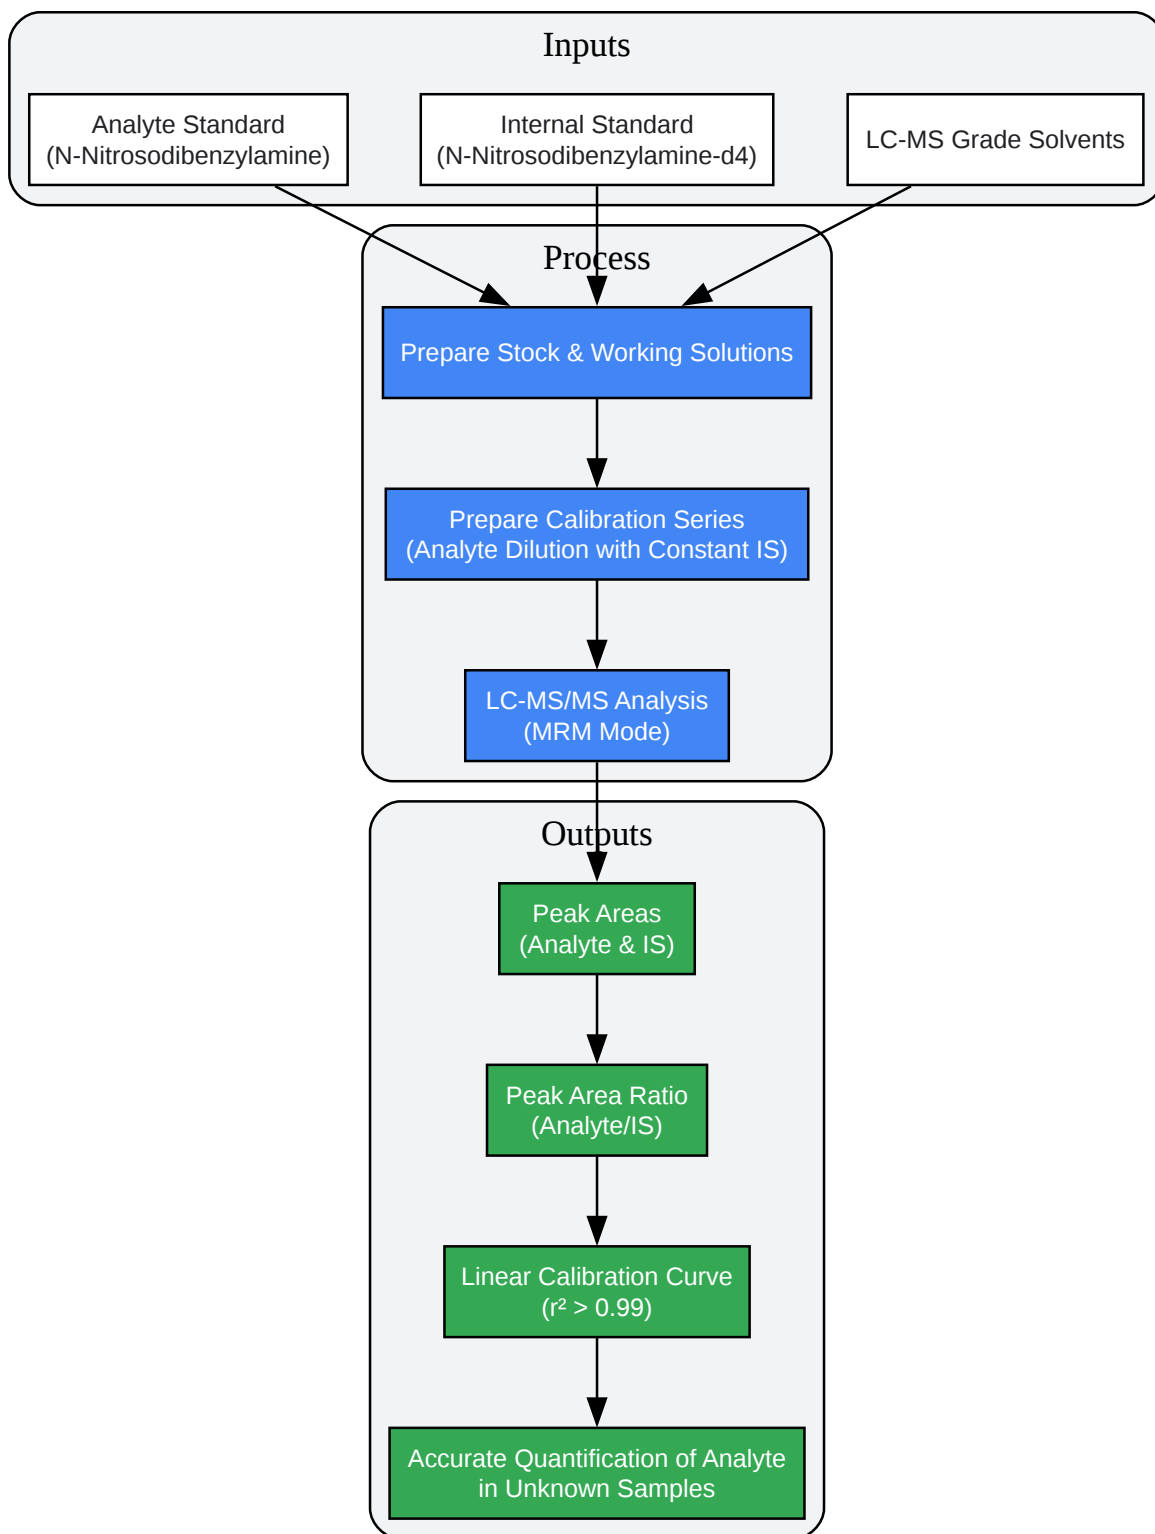 Inputs
Analyte Standard
(N-Nitrosodibenzylamine)
Internal Standard
(N-Nitrosodibenzylamine-d4)
LC-MS Grade Solvents
Process
Prepare Stock & Working Solutions
Prepare Calibration Series
(Analyte Dilution with Constant IS)
LC-MS/MS Analysis
(MRM Mode)
Outputs
Peak Areas
(Analyte & IS)
Peak Area Ratio
(Analyte/IS)
Linear Calibration Curve
(r² > 0.99)
Accurate Quantification of Analyte
in Unknown Samples